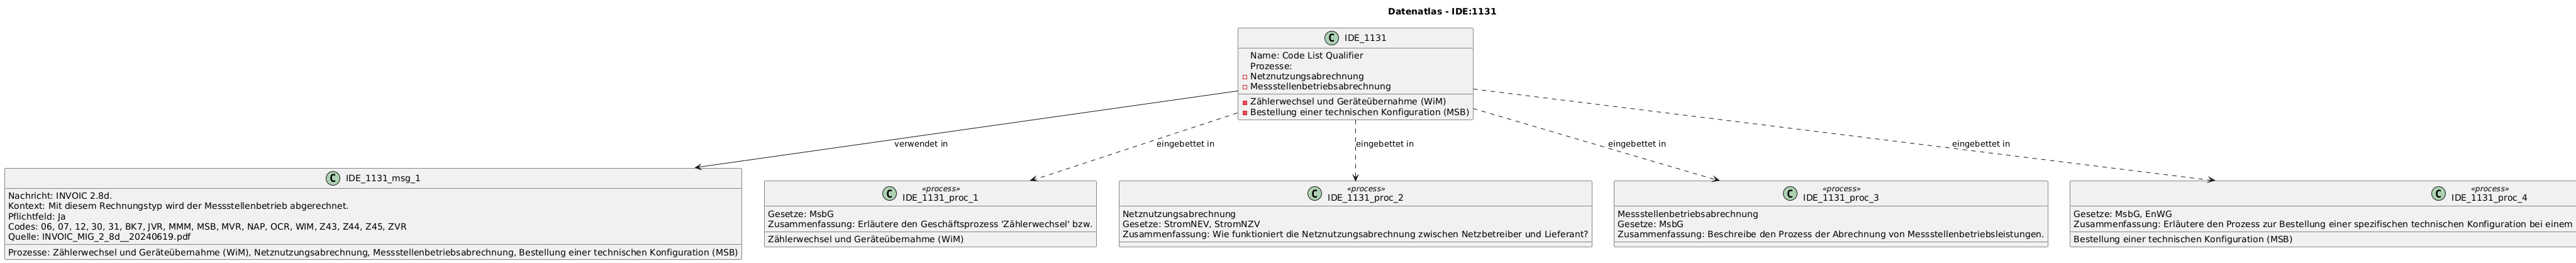 Datenatlas - IDE:1131
C IDE_1131
Name: Code List Qualifier
Prozesse:
Netznutzungsabrechnung
Messstellenbetriebsabrechnung
Zählerwechsel und Geräteübernahme (WiM)
Bestellung einer technischen Konfiguration (MSB)
verwendet in
eingebettet in
eingebettet in
eingebettet in
eingebettet in
C IDE_1131_msg_1
Nachricht: INVOIC 2.8d.
Kontext: Mit diesem Rechnungstyp wird der Messstellenbetrieb abgerechnet.
Pflichtfeld: Ja
Codes: 06, 07, 12, 30, 31, BK7, JVR, MMM, MSB, MVR, NAP, OCR, WIM, Z43, Z44, Z45, ZVR
Quelle: INVOIC_MIG_2_8d__20240619.pdf
Prozesse: Zählerwechsel und Geräteübernahme (WiM), Netznutzungsabrechnung, Messstellenbetriebsabrechnung, Bestellung einer technischen Konfiguration (MSB)
«process»
C IDE_1131_proc_1
Gesetze: MsbG
Zusammenfassung: Erläutere den Geschäftsprozess 'Zählerwechsel' bzw.
Zählerwechsel und Geräteübernahme (WiM)
«process»
C IDE_1131_proc_2
Netznutzungsabrechnung
Gesetze: StromNEV, StromNZV
Zusammenfassung: Wie funktioniert die Netznutzungsabrechnung zwischen Netzbetreiber und Lieferant?
«process»
C IDE_1131_proc_3
Messstellenbetriebsabrechnung
Gesetze: MsbG
Zusammenfassung: Beschreibe den Prozess der Abrechnung von Messstellenbetriebsleistungen.
«process»
C IDE_1131_proc_4
Gesetze: MsbG, EnWG
Zusammenfassung: Erläutere den Prozess zur Bestellung einer spezifischen technischen Konfiguration bei einem
Bestellung einer technischen Konfiguration (MSB)